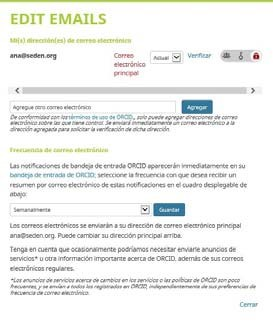 EDIT EMAILS
Mi(s) dirección(es) de correo electrónico
ana@seden.org
Correo electrónico principal
Actual
Verificar
Agregue otro correo electrónico
Agregar
De conformidad con los términos de uso de ORCID., solo puede agregar direcciones de correo
electrónico sobre las que tiene control. Se enviará inmediatamente un correo electrónico a la
dirección agregada para solicitar la verificación de dicha dirección.
Frecuencia de correo electrónico
Las notificaciones de bandeja de entrada ORCID aparecerán inmediatamente en su
bandeja de entrada de ORCID; seleccione la frecuencia con que desea recibir un
resumen por correo electrónico de estas notificaciones en el cuadro desplegable de
abajo:
Semanalmente
Guardar
Los correos electrónicos se enviarán a su dirección de correo electrónico principal
ana@seden.org. Puede cambiar su dirección principal arriba.
Tenga en cuenta que ocasionalmente podríamos necesitar enviarle anuncios de
servicios* u otra información importante acerca de ORCID, además de sus correos
electrónicos regulares.
*Los anuncios de servicios acerca de cambios en los servicios o las políticas de ORCID son poco
frecuentes, y se envían a todos los registrados en ORCID, independientemente de sus preferencias de
frecuencia de correo electrónico.
Cerrar